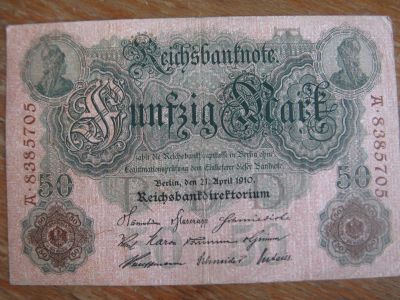 Reichsbanknote.
Fünfzig Mark
zahlt die Reichsbankhauptkasse in Berlin ohne
Legitimationsprüfung dem Einlieferer dieser Banknote.
Berlin, den 21. April 1910
Reichsbankdirektorium
A·8385705
A·8385705
50
50